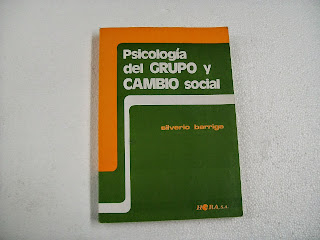 Psicología
del GRUPO y
CAMBIO social
silverio barriga
HORA, S.A.